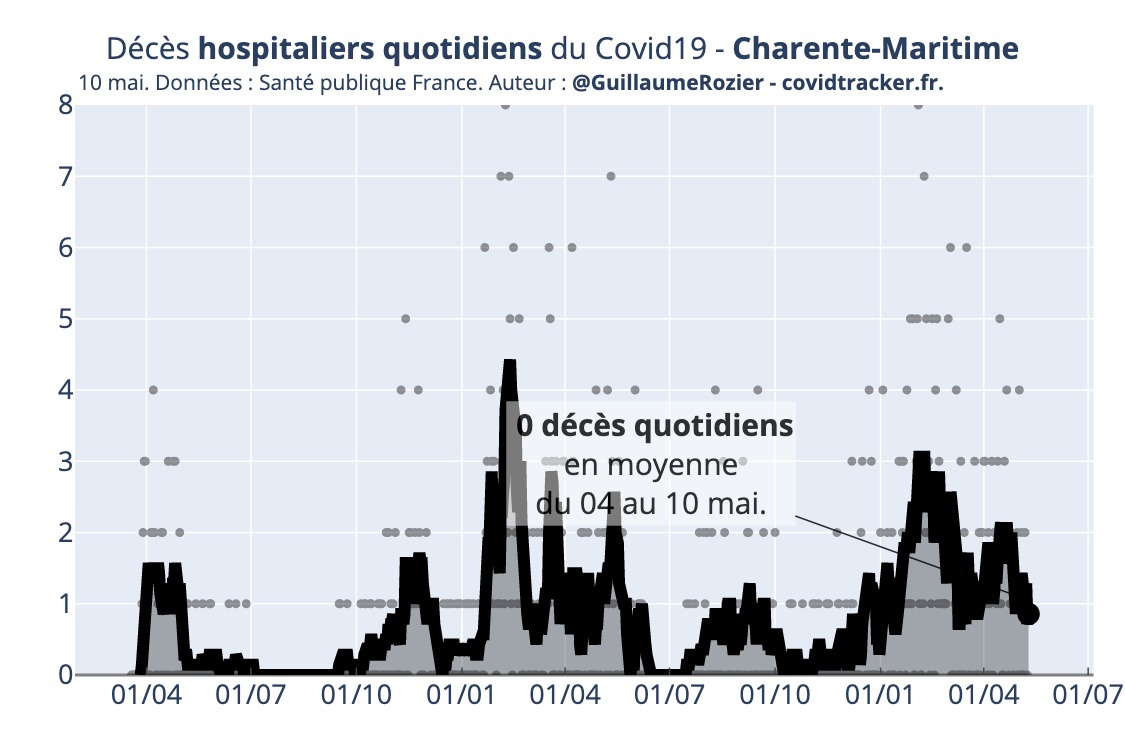 Décès hospitaliers quotidiens du Covid19 - Charente-Maritime
10 mai. Données : Santé publique France. Auteur : @GuillaumeRozier - covidtracker.fr.
8
7
6
5
4
3
2
1
0
0 décès quotidiens
en moyenne
du 04 au 10 mai.
01/04 01/07 01/10 01/01 01/04 01/07 01/10 01/01 01/04 01/07